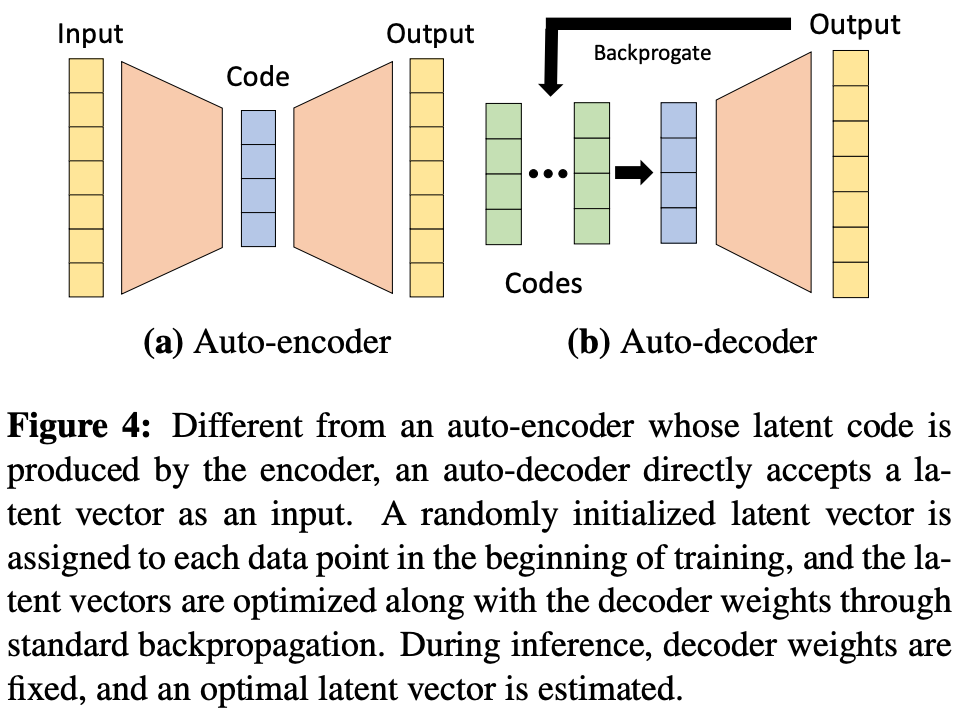 Input
Code
Output
(a) Auto-encoder
Backprogate
Output
Codes
(b) Auto-decoder
Figure 4: Different from an auto-encoder whose latent code is
produced by the encoder, an auto-decoder directly accepts a la-
tent vector as an input. A randomly initialized latent vector is
assigned to each data point in the beginning of training, and the la-
tent vectors are optimized along with the decoder weights through
standard backpropagation. During inference, decoder weights are
fixed, and an optimal latent vector is estimated.